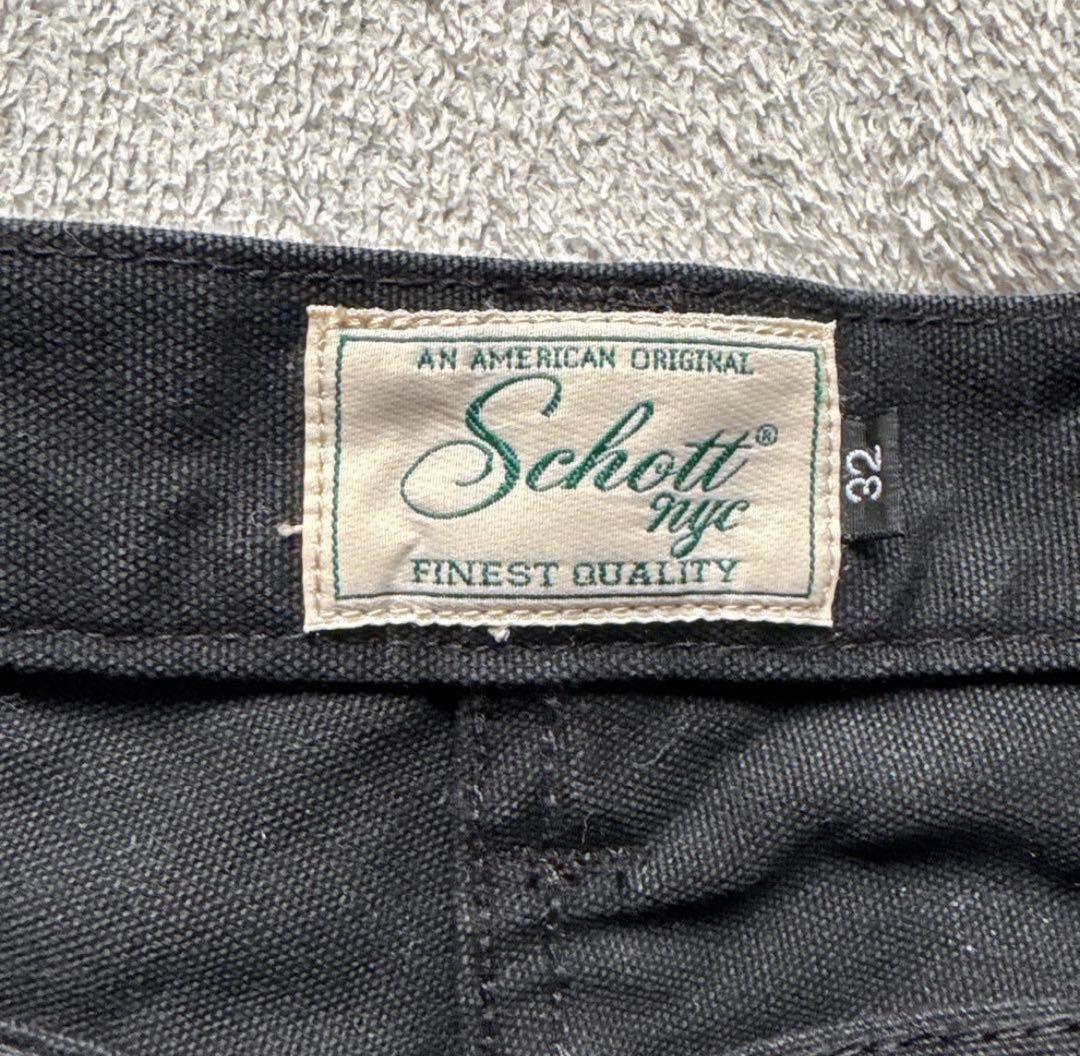 AN AMERICAN ORIGINAL
Schott®
nyc
FINEST QUALITY
32